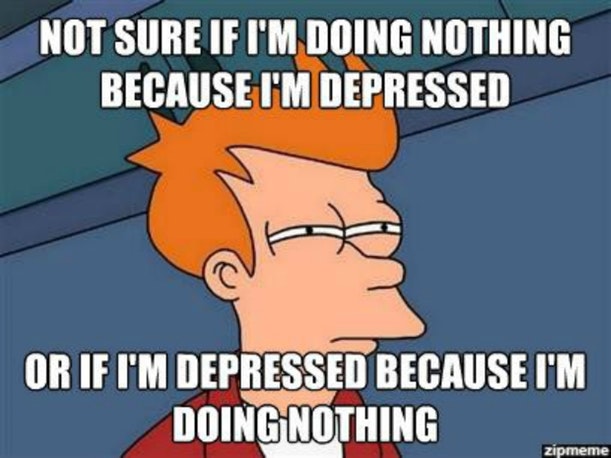 NOT SURE IF I'M DOING NOTHING
BECAUSE I'M DEPRESSED
OR IF I'M DEPRESSED BECAUSE I'M
DOING NOTHING
zipmeme